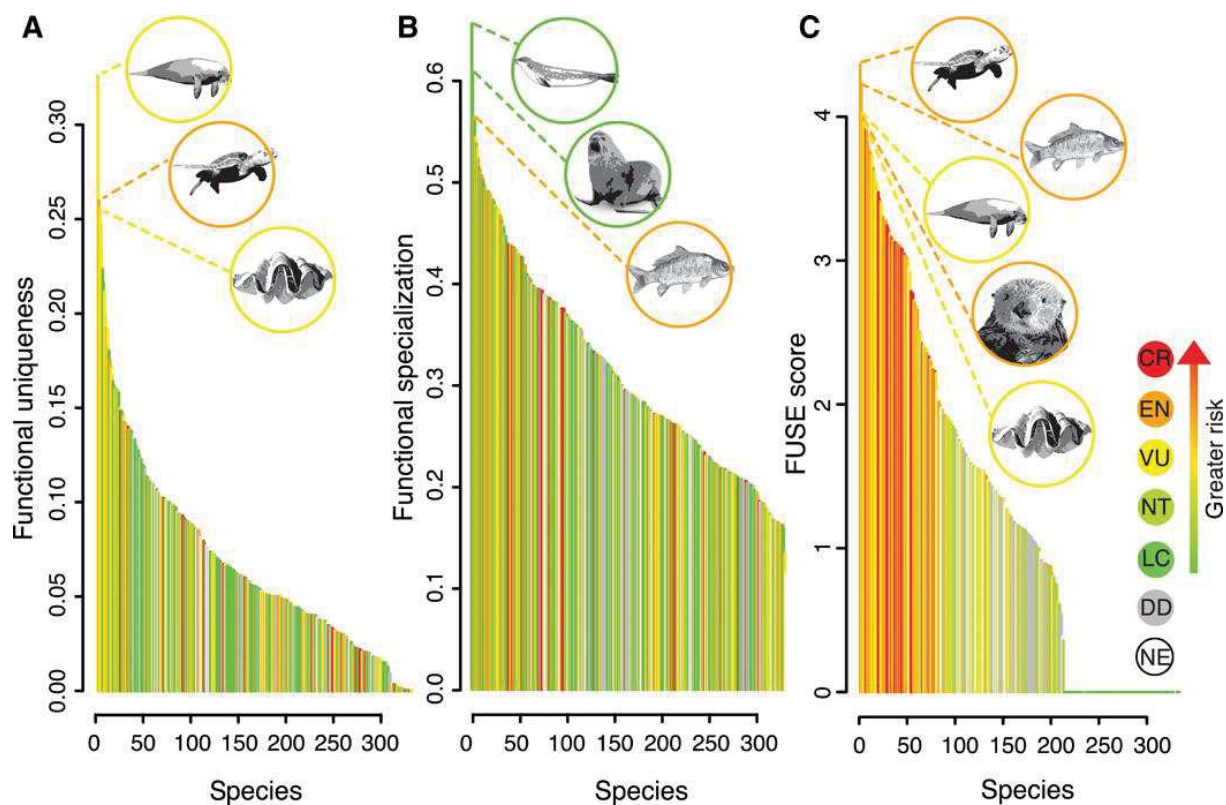 A
Functional uniqueness
0.30
0.25
0.20
0.15
0.10
0.05
0.00
0 50 100 150 200 250 300
Species
B
Functional specialization
0.6
0.5
0.4
0.3
0.2
0.1
0.0
0 50 100 150 200 250 300
Species
C
FUSE score
4
3
2
1
0
0 50 100 150 200 250 300
Species
CR
EN
VU
NT
LC
DD
NE
Greater risk